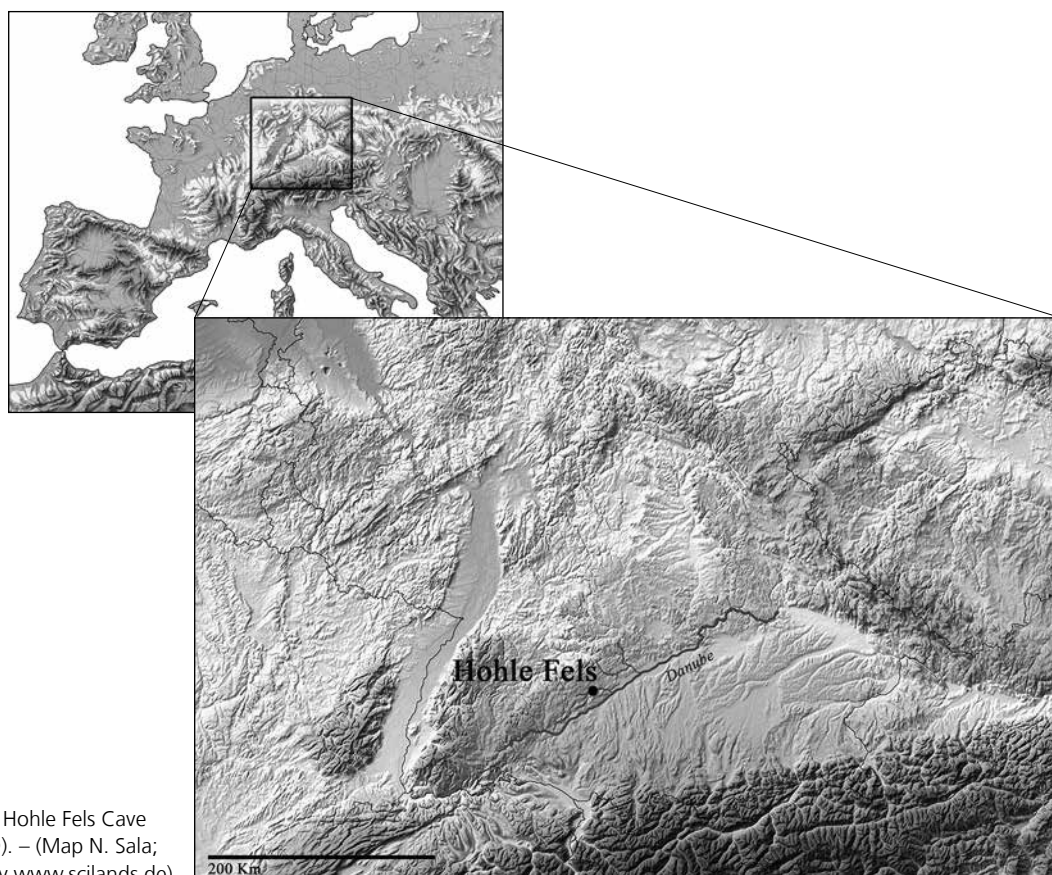 Hohle Fels
Danube
200 Km
Hohle Fels Cave
). – (Map N. Sala;
www.scilands.de)